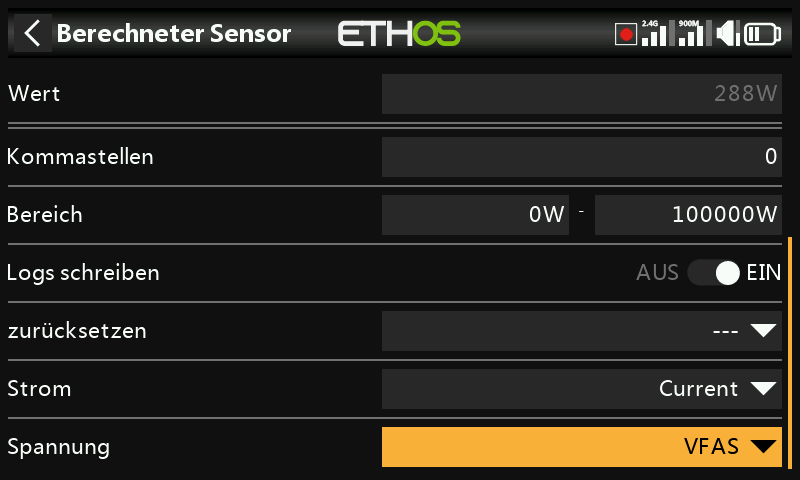 Berechneter Sensor ETHOS 2.4G 900M
Wert 288W
Kommastellen 0
Bereich 0W - 100000W
Logs schreiben AUS EIN
zurücksetzen ---
Strom Current
Spannung VFAS